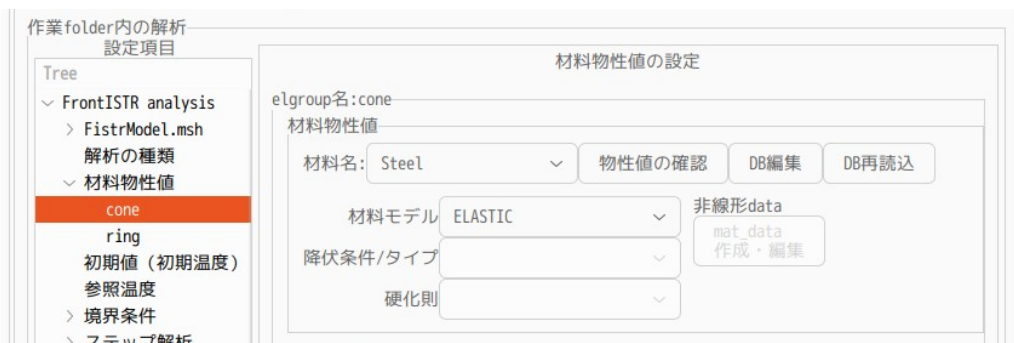 作業folder内の解析
設定項目
Tree
FrontISTR analysis
FistrModel.msh
解析の種類
材料物性値
cone
ring
初期値（初期温度）
参照温度
境界条件
ステップ解析
材料物性値の設定
elgroup名:cone
材料物性値
材料名: Steel 物性値の確認 DB編集 DB再読込
材料モデル ELASTIC
降伏条件/タイプ
硬化則
非線形data
mat_data
作成・編集